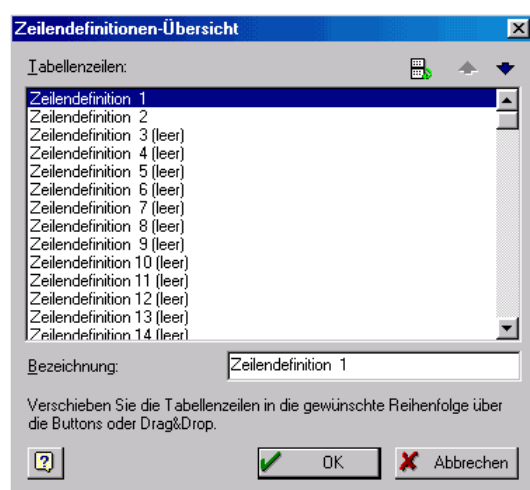 Zeilendefinitionen-Übersicht
Tabellenzeilen:
Zeilendefinition 1
Zeilendefinition 2
Zeilendefinition 3 (leer)
Zeilendefinition 4 (leer)
Zeilendefinition 5 (leer)
Zeilendefinition 6 (leer)
Zeilendefinition 7 (leer)
Zeilendefinition 8 (leer)
Zeilendefinition 9 (leer)
Zeilendefinition 10 (leer)
Zeilendefinition 11 (leer)
Zeilendefinition 12 (leer)
Zeilendefinition 13 (leer)
Zeilendefinition 14 (leer)
Bezeichnung: Zeilendefinition 1
Verschieben Sie die Tabellenzeilen in die gewünschte Reihenfolge über
die Buttons oder Drag&Drop.
OK Abbrechen